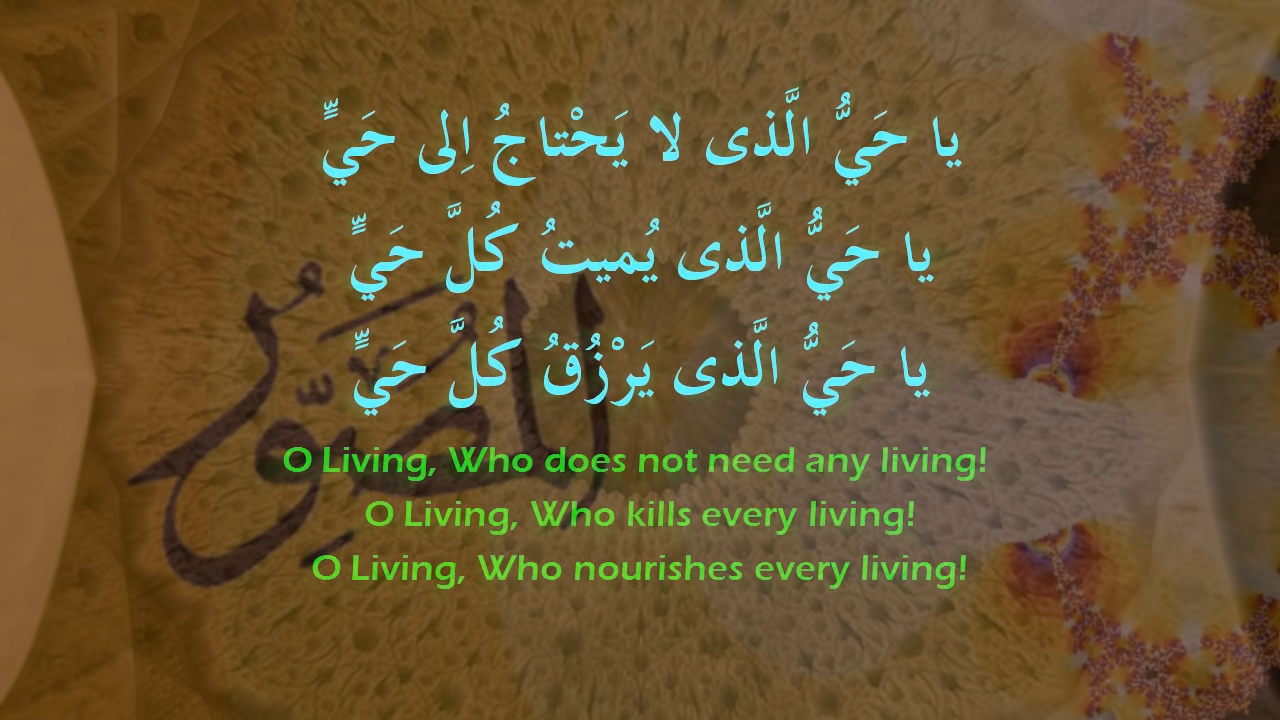 يا حَيُّ الَّذى لا يَحْتاجُ اِلى حَيٍّ
يا حَيُّ الَّذى يُميتُ كُلَّ حَيٍّ
يا حَيُّ الَّذى يَرْزُقُ كُلَّ حَيٍّ
المُصَوِّرُ
O Living, Who does not need any living!
O Living, Who kills every living!
O Living, Who nourishes every living!